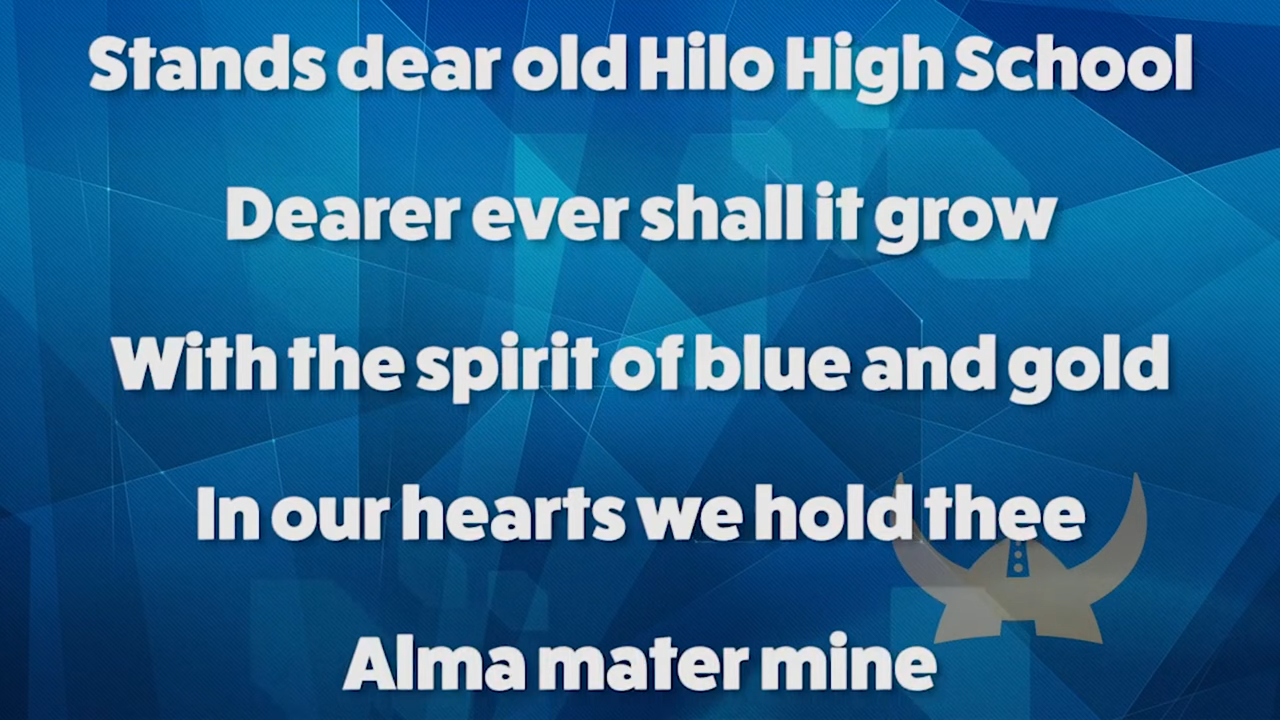 Stands dear old Hilo High School
Dearer ever shall it grow
With the spirit of blue and gold
In our hearts we hold thee
Alma mater mine